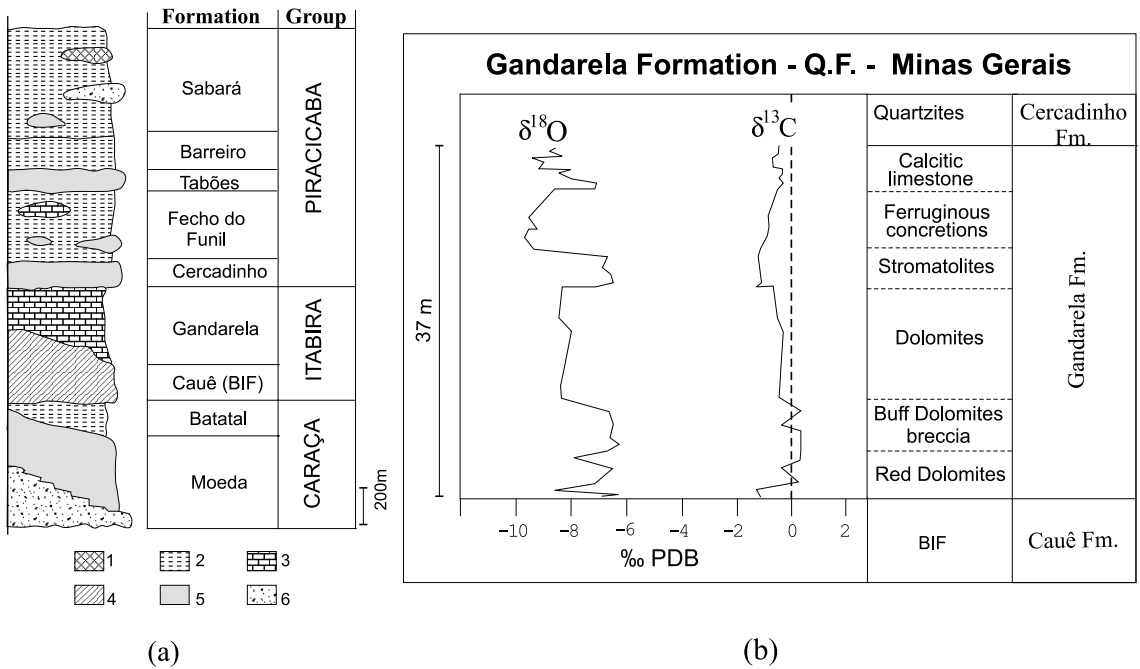 Formation
Group
Sabará
Barreiro
Tabões
Fecho do
Funil
Cercadinho
PIRACICABA
Gandarela
Cauê (BIF)
ITABIRA
Batatal
Moeda
CARAÇA
200m
1
2
3
4
5
6
(a)
Gandarela Formation - Q.F. - Minas Gerais
δ¹⁸O
δ¹³C
Quartzites
Cercadinho
Fm.
Calcitic
limestone
Ferruginous
concretions
Stromatolites
Dolomites
Buff Dolomites
breccia
Red Dolomites
Gandarela Fm.
37 m
−10
−8
−6
−4
−2
0
2
‰ PDB
BIF
Cauê Fm.
(b)